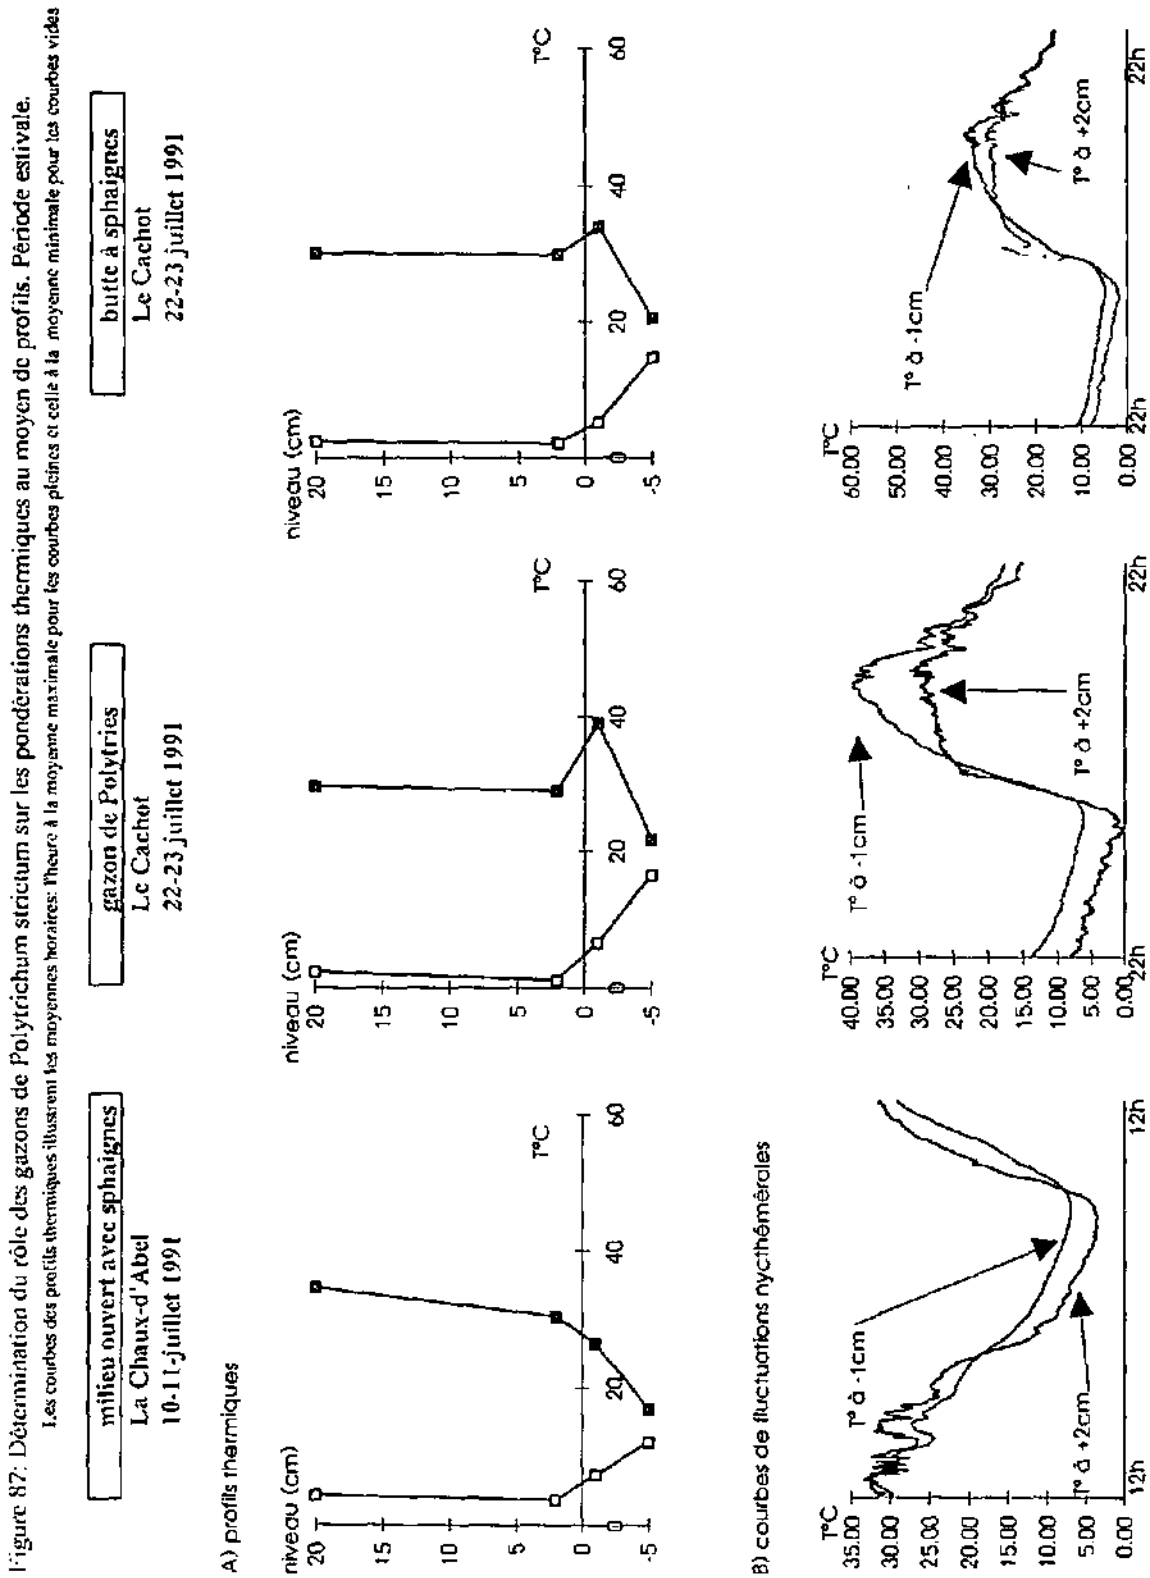 Figure 87: Détermination du rôle des gazons de Polytrichum strictum sur les pondérations thermiques au moyen de profils. Période estivale.
Les courbes des profils thermiques illustrent les moyennes horaires: l'heure à la moyenne maximale pour les courbes pleines et celle à la moyenne minimale pour les courbes vides
milieu ouvert avec sphaignes
La Chaux-d'Abel
10-11-juillet 1991
gazon de Polytries
Le Cachot
22-23 juillet 1991
butte à sphaignes
Le Cachot
22-23 juillet 1991
A) profils thermiques
niveau (cm)
20
15
10
5
0
-5
0
20
40
60
T°C
niveau (cm)
20
15
10
5
0
-5
0
20
40
60
T°C
niveau (cm)
20
15
10
5
0
-5
0
20
40
60
T°C
B) courbes de fluctuations nycthémérales
T°C
35.00
30.00
25.00
20.00
15.00
10.00
5.00
0.00
T° à -1cm
T° à +2cm
12h
12h
T°C
40.00
35.00
30.00
25.00
20.00
15.00
10.00
5.00
0.00
T° à -1cm
T° à +2cm
22h
22h
T°C
60.00
50.00
40.00
30.00
20.00
10.00
0.00
T° à -1cm
T° à +2cm
22h
22h